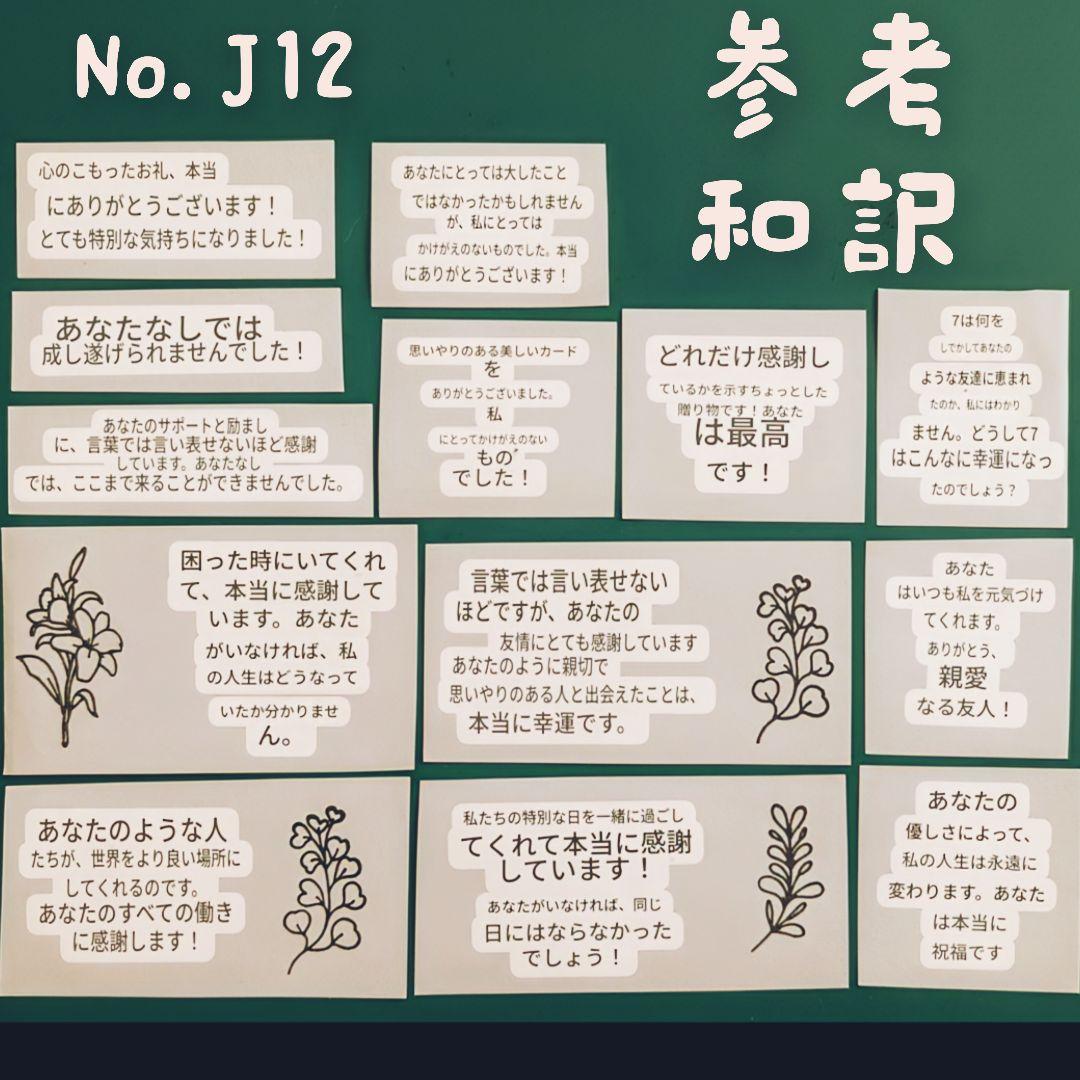 No. J12
参考
和訳
心のこもったお礼、本当
にありがとうございます！
とても特別な気持ちになりました！
あなたにとっては大したこと
ではなかったかもしれません
が、私にとっては
かけがえのないものでした。本当
にありがとうございます！
あなたなしでは
成し遂げられませんでした！
思いやりのある美しいカード
を
ありがとうございました。
私
にとってかけがえのない
もの
でした！
どれだけ感謝し
ているかを示すちょっとした
贈り物です！あなた
は最高
です！
7は何を
しでかしてあなたの
ような友達に恵まれ
たのか、私にはわかり
ません。どうして7
はこんなに幸運になっ
たのでしょう？
あなたのサポートと励まし
に、言葉では言い表せないほど感謝
しています。あなたなし
では、ここまで来ることができませんでした。
困った時にいてくれ
て、本当に感謝して
います。あなた
がいなければ、私
の人生はどうなって
いたか分かりませ
ん。
言葉では言い表せない
ほどですが、あなたの
友情にとても感謝しています
あなたのように親切で
思いやりのある人と出会えたことは、
本当に幸運です。
あなた
はいつも私を元気づけ
てくれます。
ありがとう、
親愛
なる友人！
あなたのような人
たちが、世界をより良い場所に
してくれるのです。
あなたのすべての働き
に感謝します！
私たちの特別な日を一緒に過ごし
てくれて本当に感謝
しています！
あなたがいなければ、同じ
日にはならなかった
でしょう！
あなたの
優しさによって、
私の人生は永遠に
変わります。あなた
は本当に
祝福です